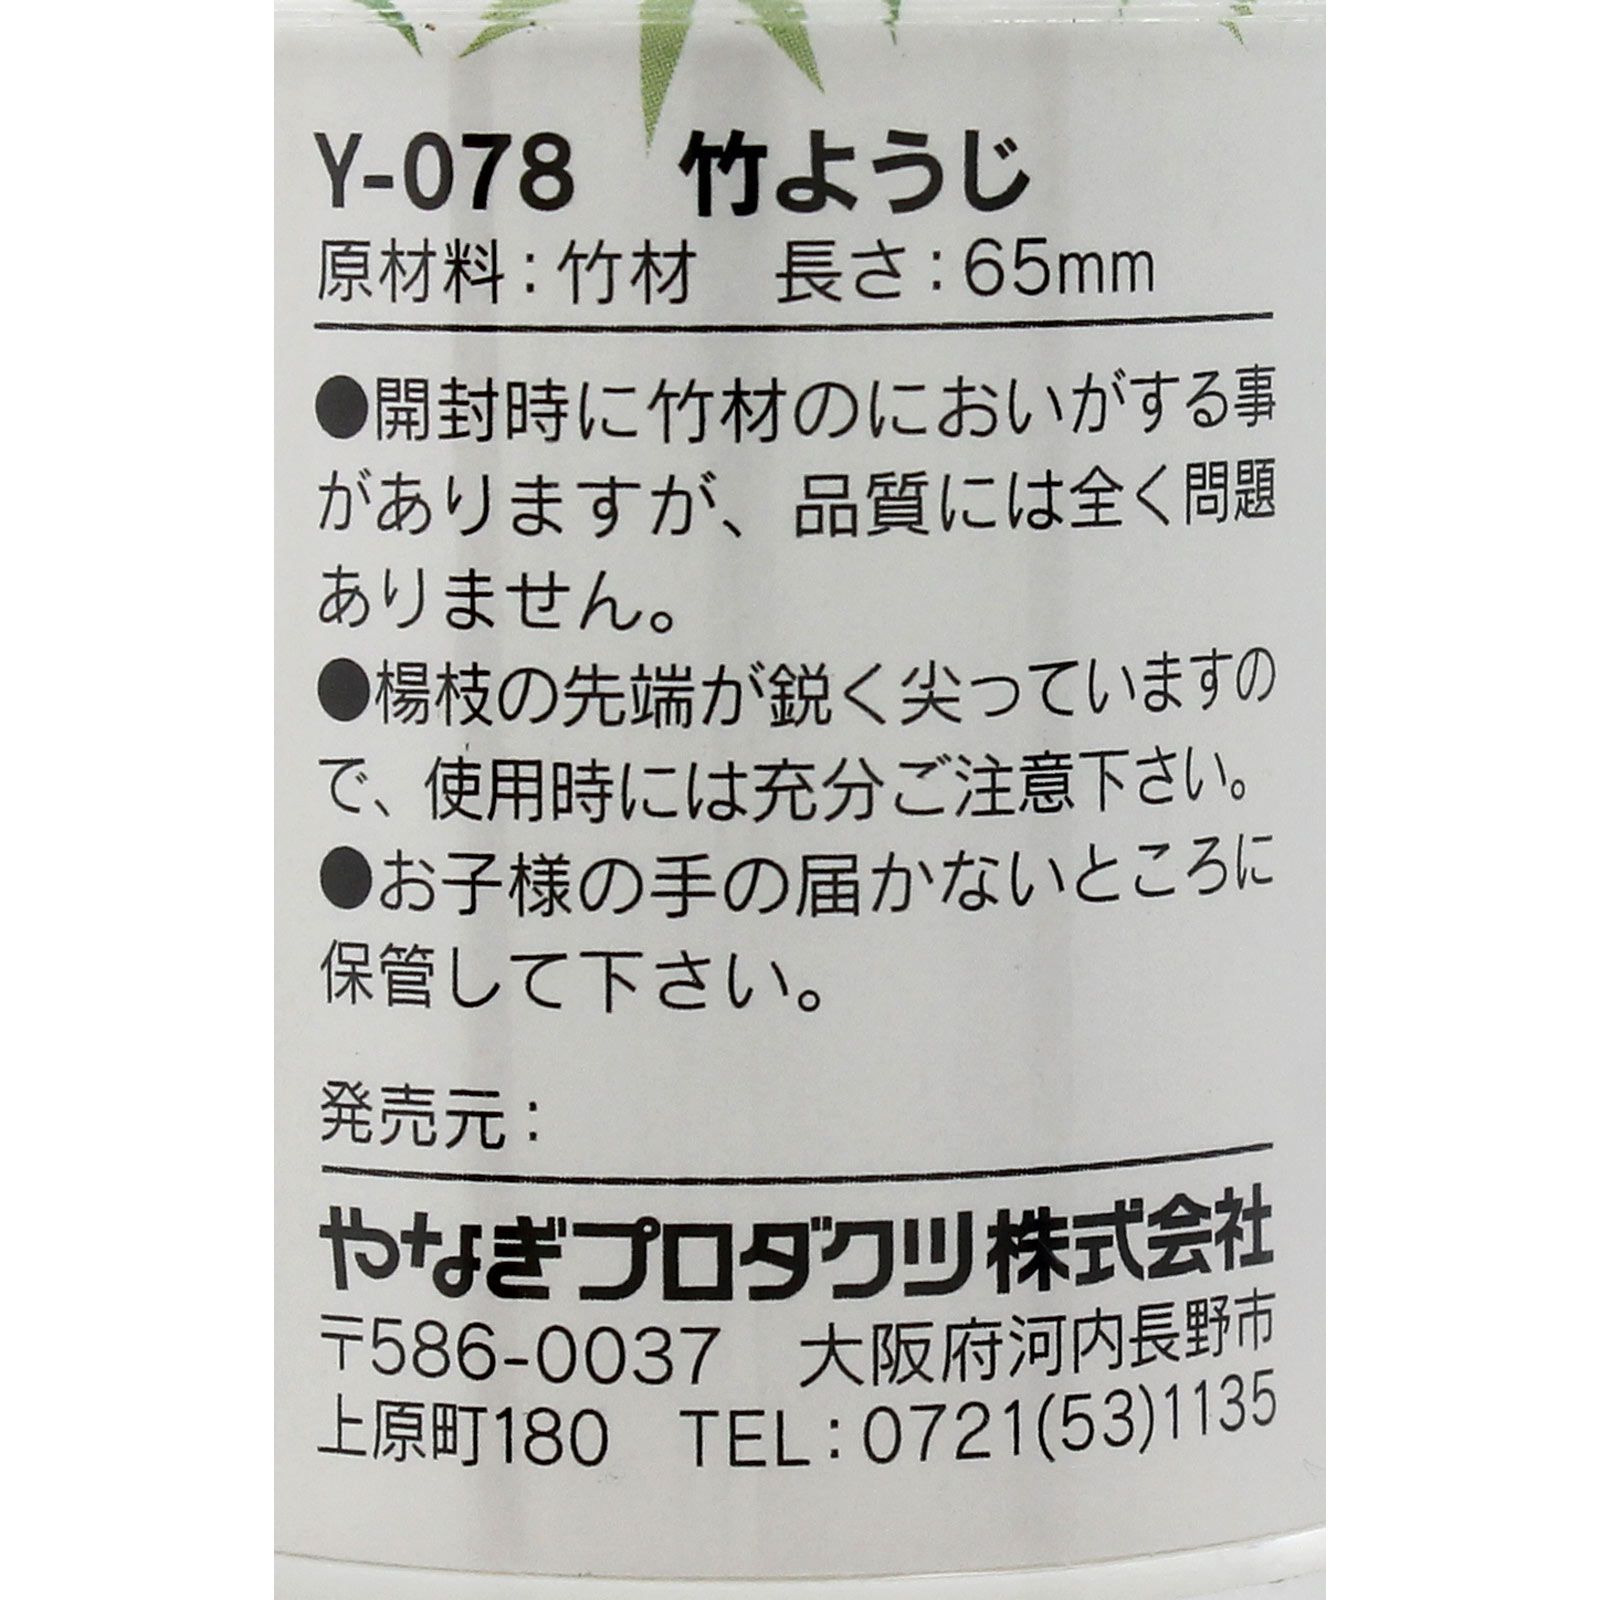 Y-078　竹ようじ
原材料：竹材　長さ：65mm
●開封時に竹材のにおいがする事
がありますが、品質には全く問題
ありません。
●楊枝の先端が鋭く尖っていますの
で、使用時には充分ご注意下さい。
●お子様の手の届かないところに
保管して下さい。
発売元：
やなぎプロダクツ株式会社
〒586-0037　大阪府河内長野市
上原町180　TEL：0721(53)1135